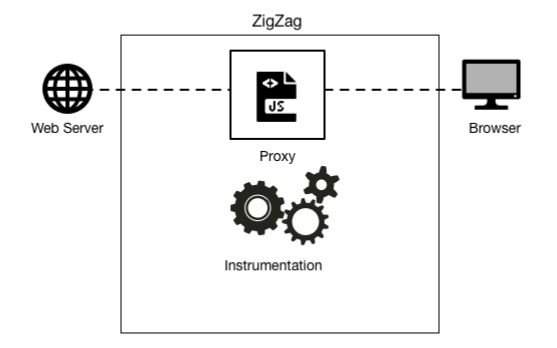 ZigZag
JS
Web Server
Browser
Proxy
Instrumentation